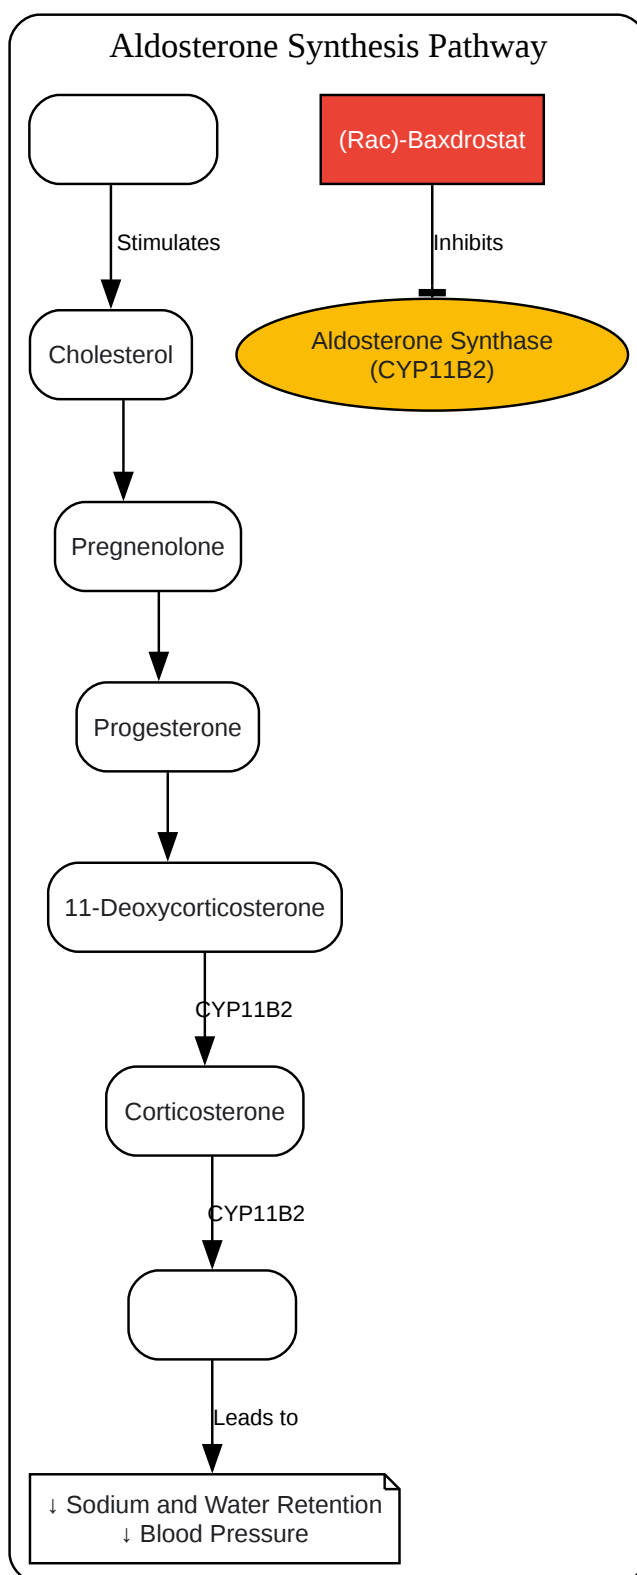 Aldosterone Synthesis Pathway
(Rac)-Baxdrostat
Stimulates
Inhibits
Cholesterol
Aldosterone Synthase
(CYP11B2)
Pregnenolone
Progesterone
11-Deoxycorticosterone
CYP11B2
Corticosterone
CYP11B2
Leads to
↓ Sodium and Water Retention
↓ Blood Pressure